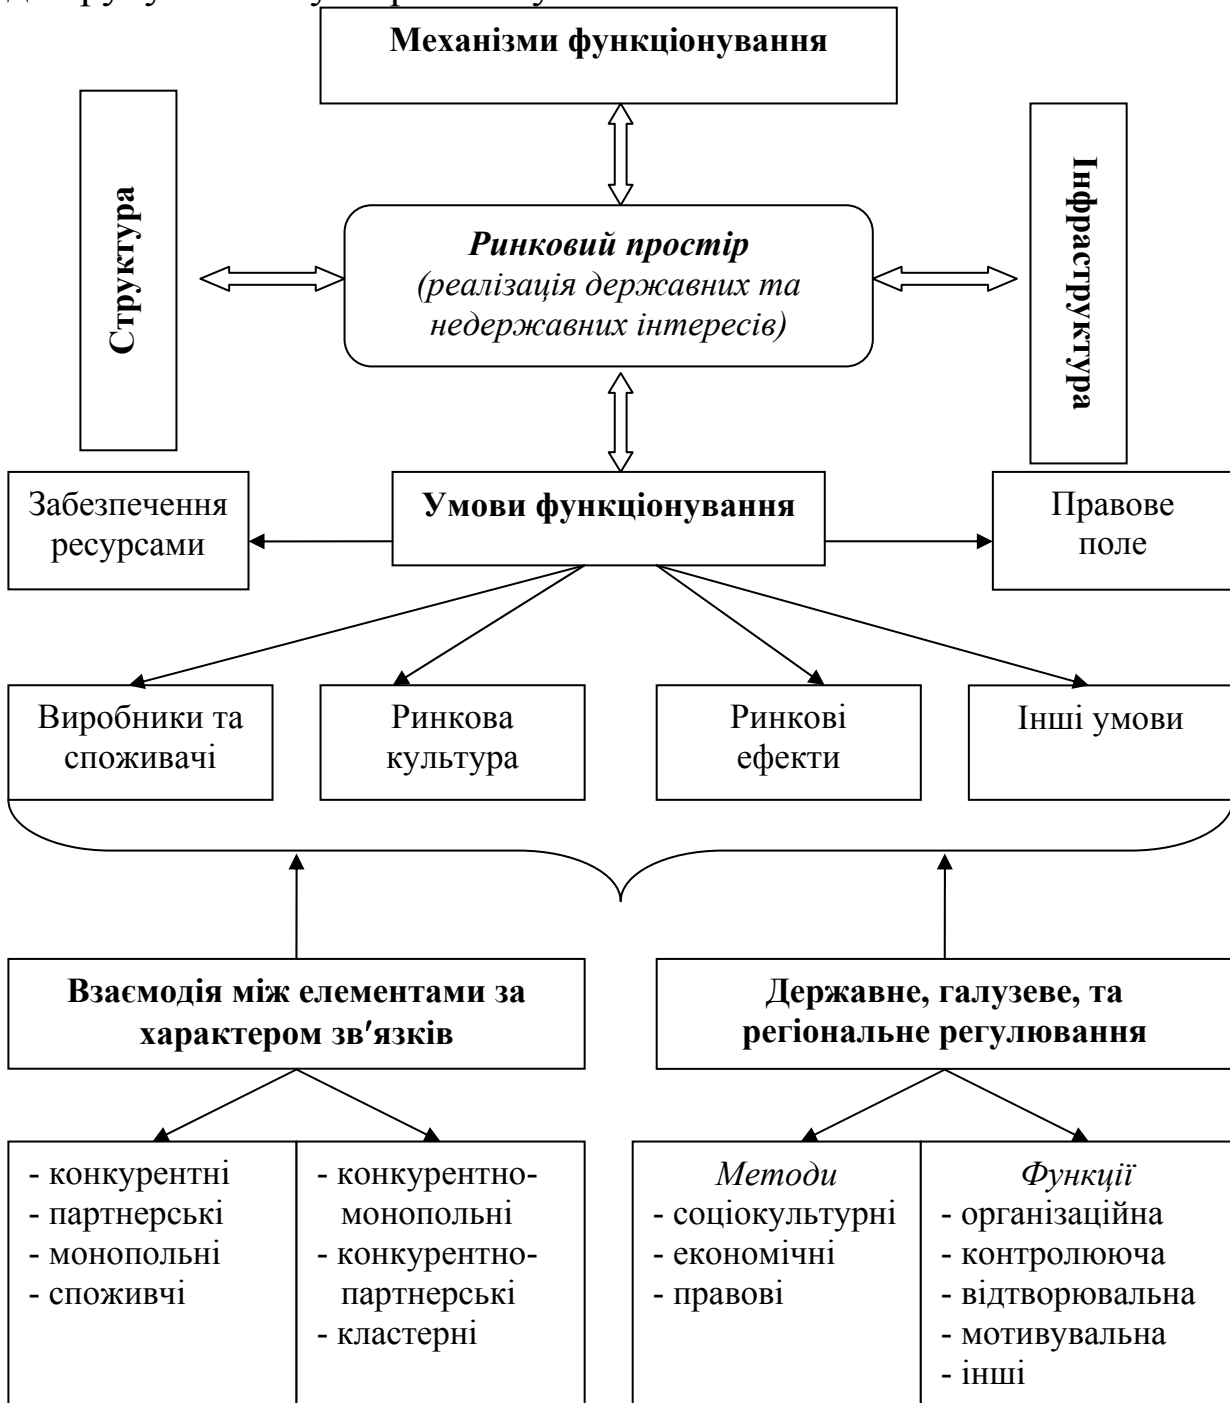 Механізми функціонування
Структура
Інфраструктура
Ринковий простір
(реалізація державних та
недержавних інтересів)
Забезпечення
ресурсами
Умови функціонування
Правове
поле
Виробники та
споживачі
Ринкова
культура
Ринкові
ефекти
Інші умови
Взаємодія між елементами за
характером зв′язків
Державне, галузеве, та
регіональне регулювання
- конкурентні
- партнерські
- монопольні
- споживчі
- конкурентно-
монопольні
- конкурентно-
партнерські
- кластерні
Методи
- соціокультурні
- економічні
- правові
Функції
- організаційна
- контролююча
- відтворювальна
- мотивувальна
- інші